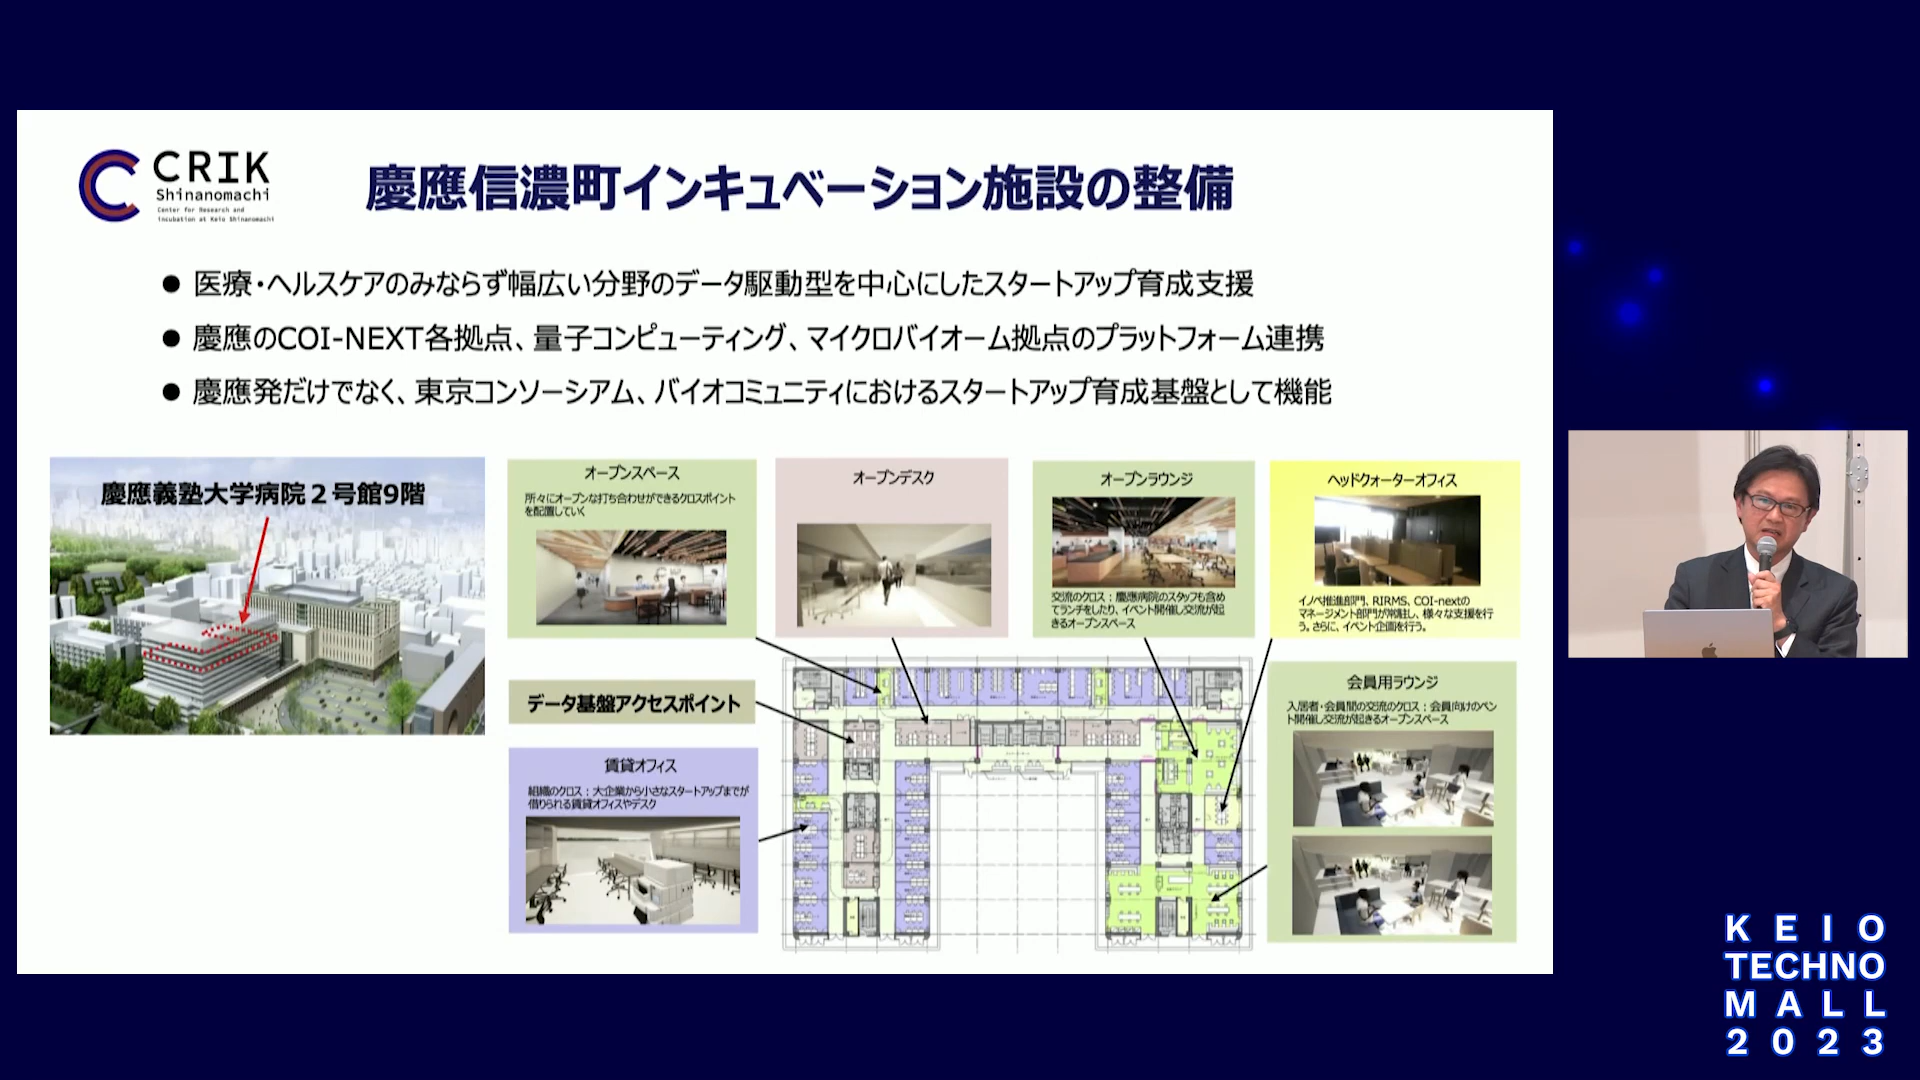 CRIK
Shinanomachi
Center for Research and
Incubation at Keio Shinanomachi
慶應信濃町インキュベーション施設の整備
● 医療・ヘルスケアのみならず幅広い分野のデータ駆動型を中心にしたスタートアップ育成支援
● 慶應のCOI-NEXT各拠点、量子コンピューティング、マイクロバイオーム拠点のプラットフォーム連携
● 慶應発だけでなく、東京コンソーシアム、バイオコミュニティにおけるスタートアップ育成基盤として機能
慶應義塾大学病院２号館9階
オープンスペース
所々にオープンな打ち合わせができるクロスポイント
を配置していく
オープンデスク
オープンラウンジ
交流のクロス：慶應病院のスタッフも含め
てランチをしたり、イベント開催し交流が起
きるオープンスペース
ヘッドクォーターオフィス
イノベ推進部門、RIRMS、COI-nextの
マネージメント部門が常駐し、様々な支援を行
う。さらに、イベント企画を行う。
データ基盤アクセスポイント
賃貸オフィス
組織のクロス：大企業から小さなスタートアップまでが
借りられる賃貸オフィスやデスク
会員用ラウンジ
入居者・会員間の交流のクロス：会員向けのベン
ト開催し交流が起きるオープンスペース
KEIO
TECHNO
MALL
2023